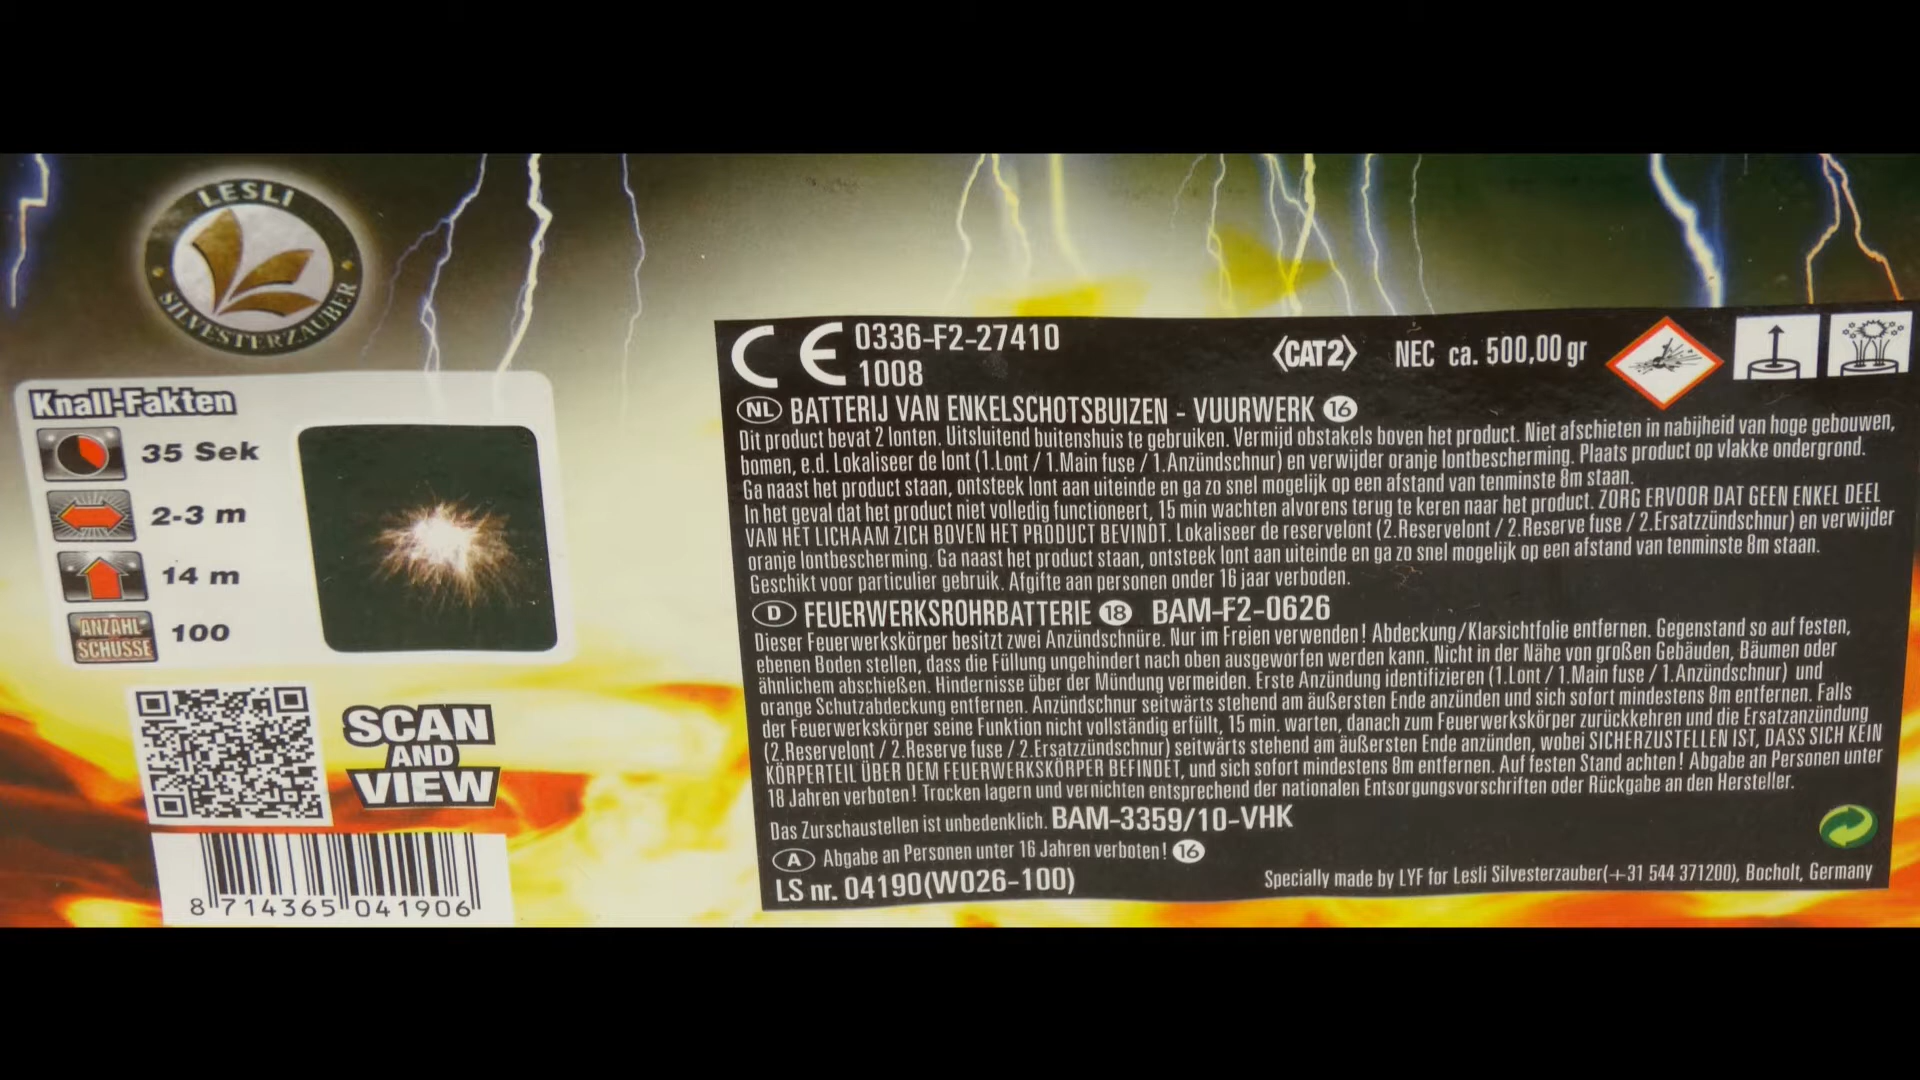 LESLI
SILVESTERZAUBER
Knall-Fakten
35 Sek
2-3 m
14 m
ANZAHL
SCHÜSSE
100
SCAN
AND
VIEW
8 714365 041906
CE 0336-F2-27410
1008
CAT2
NEC ca. 500,00 gr
NL BATTERIJ VAN ENKELSCHOTSBUIZEN - VUURWERK 16
Dit product bevat 2 lonten. Uitsluitend buitenshuis te gebruiken. Vermijd obstakels boven het product. Niet afschieten in nabijheid van hoge gebouwen,
bomen, e.d. Lokaliseer de lont (1.Lont / 1.Main fuse / 1.Anzündschnur) en verwijder oranje lontbescherming. Plaats product op vlakke ondergrond.
Ga naast het product staan, ontsteek lont aan uiteinde en ga zo snel mogelijk op een afstand van tenminste 8m staan.
In het geval dat het product niet volledig functioneert, 15 min wachten alvorens terug te keren naar het product. ZORG ERVOOR DAT GEEN ENKEL DEEL
VAN HET LICHAAM ZICH BOVEN HET PRODUCT BEVINDT. Lokaliseer de reservelont (2.Reservelont / 2.Reserve fuse / 2.Ersatzzündschnur) en verwijder
oranje lontbescherming. Ga naast het product staan, ontsteek lont aan uiteinde en ga zo snel mogelijk op een afstand van tenminste 8m staan.
Geschikt voor particulier gebruik. Afgifte aan personen onder 16 jaar verboden.
D FEUERWERKSROHRBATTERIE 18 BAM-F2-0626
Dieser Feuerwerkskörper besitzt zwei Anzündschnüre. Nur im Freien verwenden! Abdeckung/Klarsichtfolie entfernen. Gegenstand so auf festen,
ebenen Boden stellen, dass die Füllung ungehindert nach oben ausgeworfen werden kann. Nicht in der Nähe von großen Gebäuden, Bäumen oder
ähnlichem abschießen. Hindernisse über der Mündung vermeiden. Erste Anzündung identifizieren (1.Lont / 1.Main fuse / 1.Anzündschnur) und
orange Schutzabdeckung entfernen. Anzündschnur seitwärts stehend am äußersten Ende anzünden und sich sofort mindestens 8m entfernen. Falls
der Feuerwerkskörper seine Funktion nicht vollständig erfüllt, 15 min. warten, danach zum Feuerwerkskörper zurückkehren und die Ersatzanzündung
(2.Reservelont / 2.Reserve fuse / 2.Ersatzzündschnur) seitwärts stehend am äußersten Ende anzünden, wobei SICHERZUSTELLEN IST, DASS SICH KEIN
KÖRPERTEIL ÜBER DEM FEUERWERKSKÖRPER BEFINDET, und sich sofort mindestens 8m entfernen. Auf festen Stand achten! Abgabe an Personen unter
18 Jahren verboten! Trocken lagern und vernichten entsprechend der nationalen Entsorgungsvorschriften oder Rückgabe an den Hersteller.
Das Zurschaustellen ist unbedenklich. BAM-3359/10-VHK
A Abgabe an Personen unter 16 Jahren verboten! 16
LS nr. 04190(W026-100)
Specially made by LYF for Lesli Silvesterzauber(+31 544 371200), Bocholt, Germany